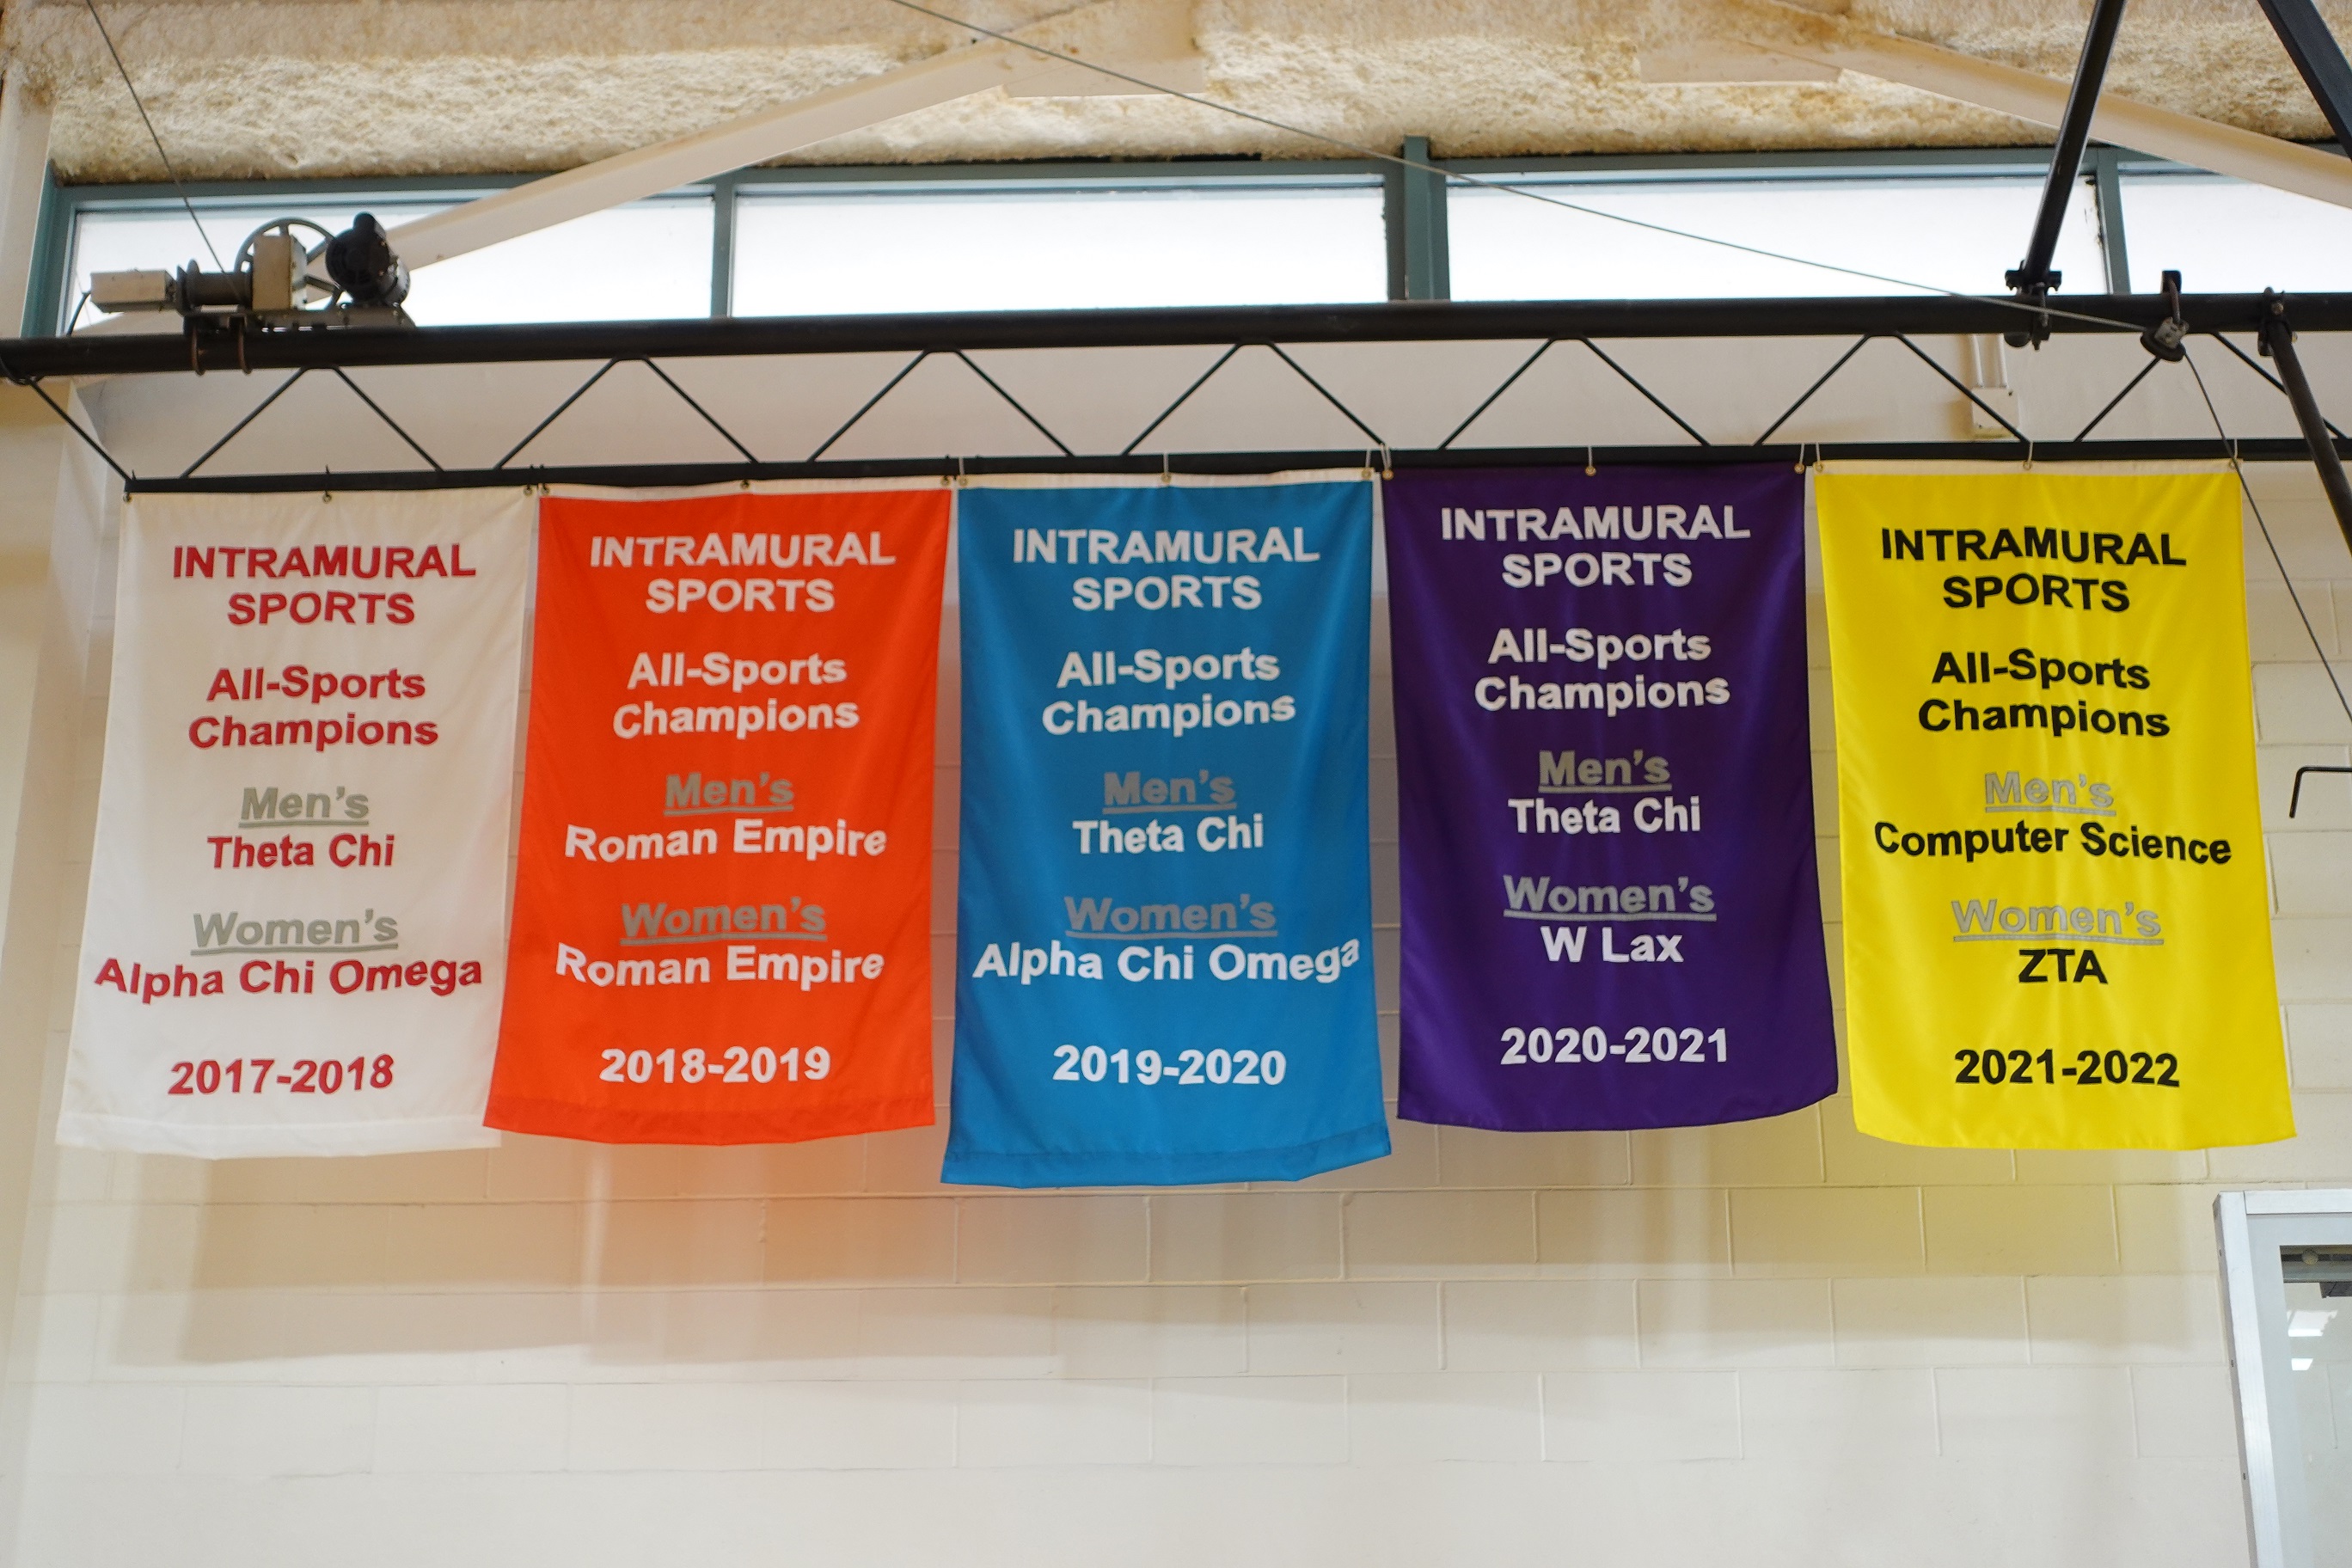 INTRAMURAL
SPORTS
All-Sports
Champions
Men's
Theta Chi
Women's
Alpha Chi Omega
2017-2018
INTRAMURAL
SPORTS
All-Sports
Champions
Men's
Roman Empire
Women's
Roman Empire
2018-2019
INTRAMURAL
SPORTS
All-Sports
Champions
Men's
Theta Chi
Women's
Alpha Chi Omega
2019-2020
INTRAMURAL
SPORTS
All-Sports
Champions
Men's
Theta Chi
Women's
W Lax
2020-2021
INTRAMURAL
SPORTS
All-Sports
Champions
Men's
Computer Science
Women's
ZTA
2021-2022